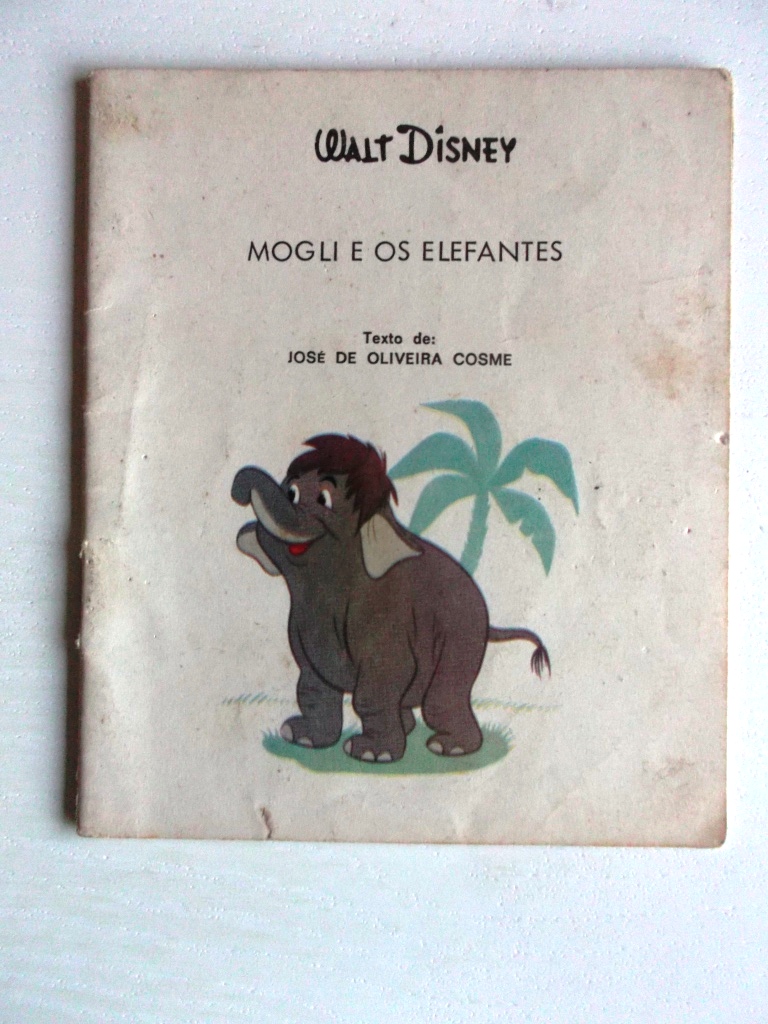 WALT DISNEY
MOGLI E OS ELEFANTES
Texto de:
JOSÉ DE OLIVEIRA COSME